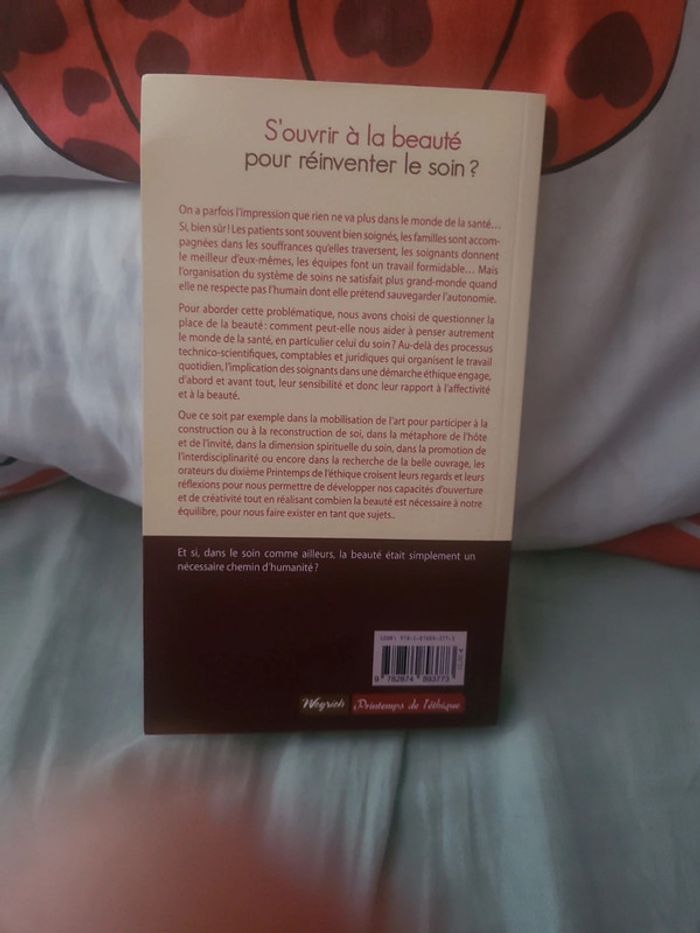 S'ouvrir à la beauté
pour réinventer le soin ?
On a parfois l'impression que rien ne va plus dans le monde de la santé…
Si, bien sûr ! Les patients sont souvent bien soignés, les familles sont accom-
pagnées dans les souffrances qu'elles traversent, les soignants donnent
le meilleur d'eux-mêmes, les équipes font un travail formidable… Mais
l'organisation du système de soins ne satisfait plus grand-monde quand
elle ne respecte pas l'humain dont elle prétend sauvegarder l'autonomie.
Pour aborder cette problématique, nous avons choisi de questionner la
place de la beauté : comment peut-elle nous aider à penser autrement
le monde de la santé, en particulier celui du soin ? Au-delà des processus
technico-scientifiques, comptables et juridiques qui organisent le travail
quotidien, l'implication des soignants dans une démarche éthique engage,
d'abord et avant tout, leur sensibilité et donc leur rapport à l'affectivité
et à la beauté.
Que ce soit par exemple dans la mobilisation de l'art pour participer à la
construction ou à la reconstruction de soi, dans la métaphore de l'hôte
et de l'invité, dans la dimension spirituelle du soin, dans la promotion de
l'interdisciplinarité ou encore dans la recherche de la belle ouvrage, les
orateurs du dixième Printemps de l'éthique croisent leurs regards et leurs
réflexions pour nous permettre de développer nos capacités d'ouverture
et de créativité tout en réalisant combien la beauté est nécessaire à notre
équilibre, pour nous faire exister en tant que sujets..
Et si, dans le soin comme ailleurs, la beauté était simplement un
nécessaire chemin d'humanité ?
ISBN: 978-2-87489-377-3
9 782874 893773
Weyrich Printemps de l'éthique